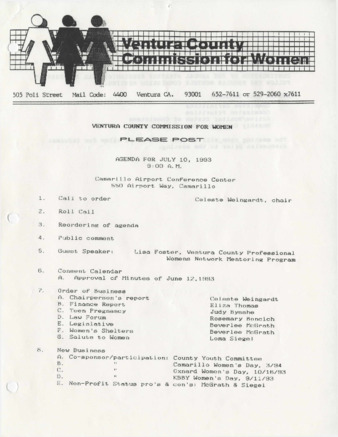 Ventura County
Commission for Women
505 Poli Street Mail Code: 4400 Ventura CA. 93001 652-7611 or 529-2060 x7611
VENTURA COUNTY COMMISSION FOR WOMEN
PLEASE POST
AGENDA FOR JULY 10, 1993
9:00 A.M.
Camarillo Airport Conference Center
550 Airport Way, Camarillo
1. Call to order Celeste Weingardt, chair
2. Roll Call
3. Reordering of agenda
4. Public comment
5. Guest Speaker: Lisa Foster, Ventura County Professional
Womens Network Mentoring Program
6. Consent Calendar
A. Approval of Minutes of June 12, 1993
7. Order of Business
A. Chairperson's report Celeste Weingardt
B. Finance Report Eliza Thomas
C. Teen Pregnancy Judy
D. Law Forum Rosemary
E. Legislative Beverlee McGrath
F. Women's Shelters Beverlee McGrath
G. Salute to Women Loma Siegel
8. New Business
A. Co-sponsor/participation: County Youth Committee
B. " Camarillo Women's Day, 3/94
C. " Oxnard Women's Day, 10/16/93
D. " KBBY Women's Day, 9/11/93
E. Non-Profit Status pro's & con's: McGrath & Siegel